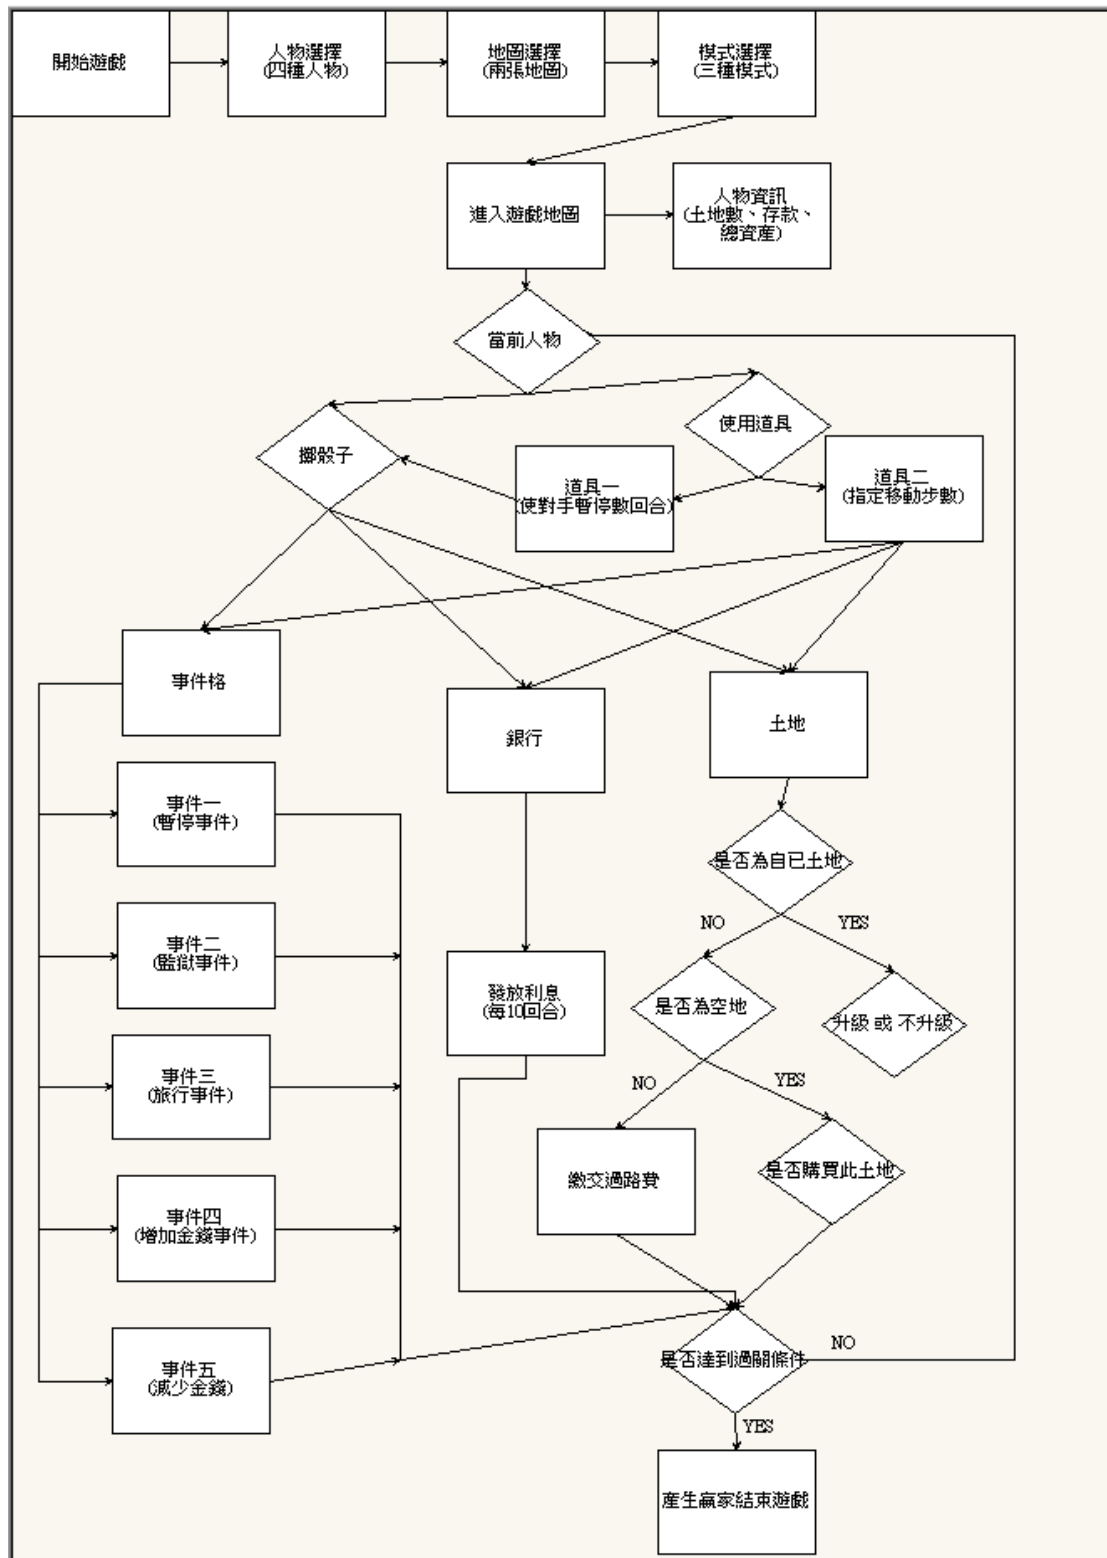 開始遊戲
人物選擇
(四種人物)
地圖選擇
(兩張地圖)
模式選擇
(三種模式)
進入遊戲地圖
人物資訊
(土地數、存款、
總資産)
當前人物
使用道具
擲骰子
道具一
(使對手暫停數回合)
道具二
(指定移動步數)
事件格
銀行
土地
事件一
(暫停事件)
是否為自已土地
NO
YES
事件二
(監獄事件)
發放利息
(每10回合)
是否為空地
升級 或 不升級
事件三
(旅行事件)
NO
YES
繳交過路費
是否購買此土地
事件四
(增加金錢事件)
事件五
(減少金錢)
是否達到過關條件
NO
YES
産生贏家結束遊戲